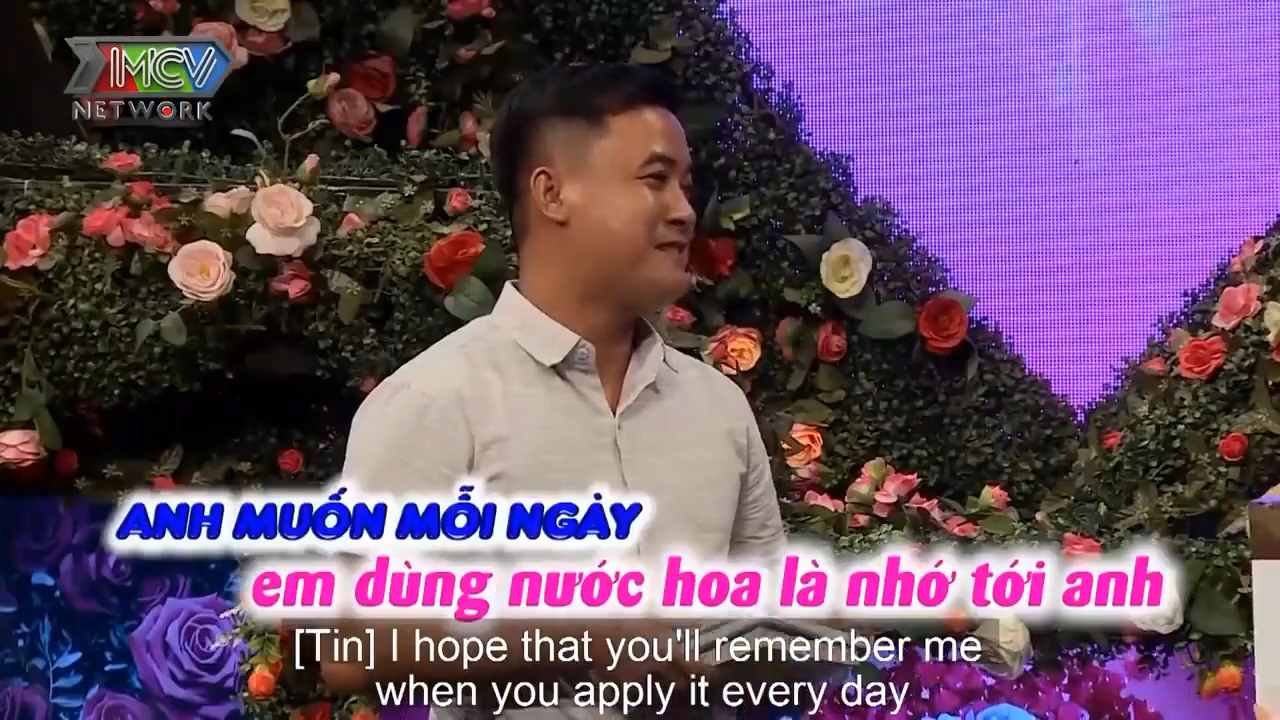 MCV
NETWORK
ANH MUỐN MỖI NGÀY
em dùng nước hoa là nhớ tới anh
[Tin] I hope that you'll remember me
when you apply it every day